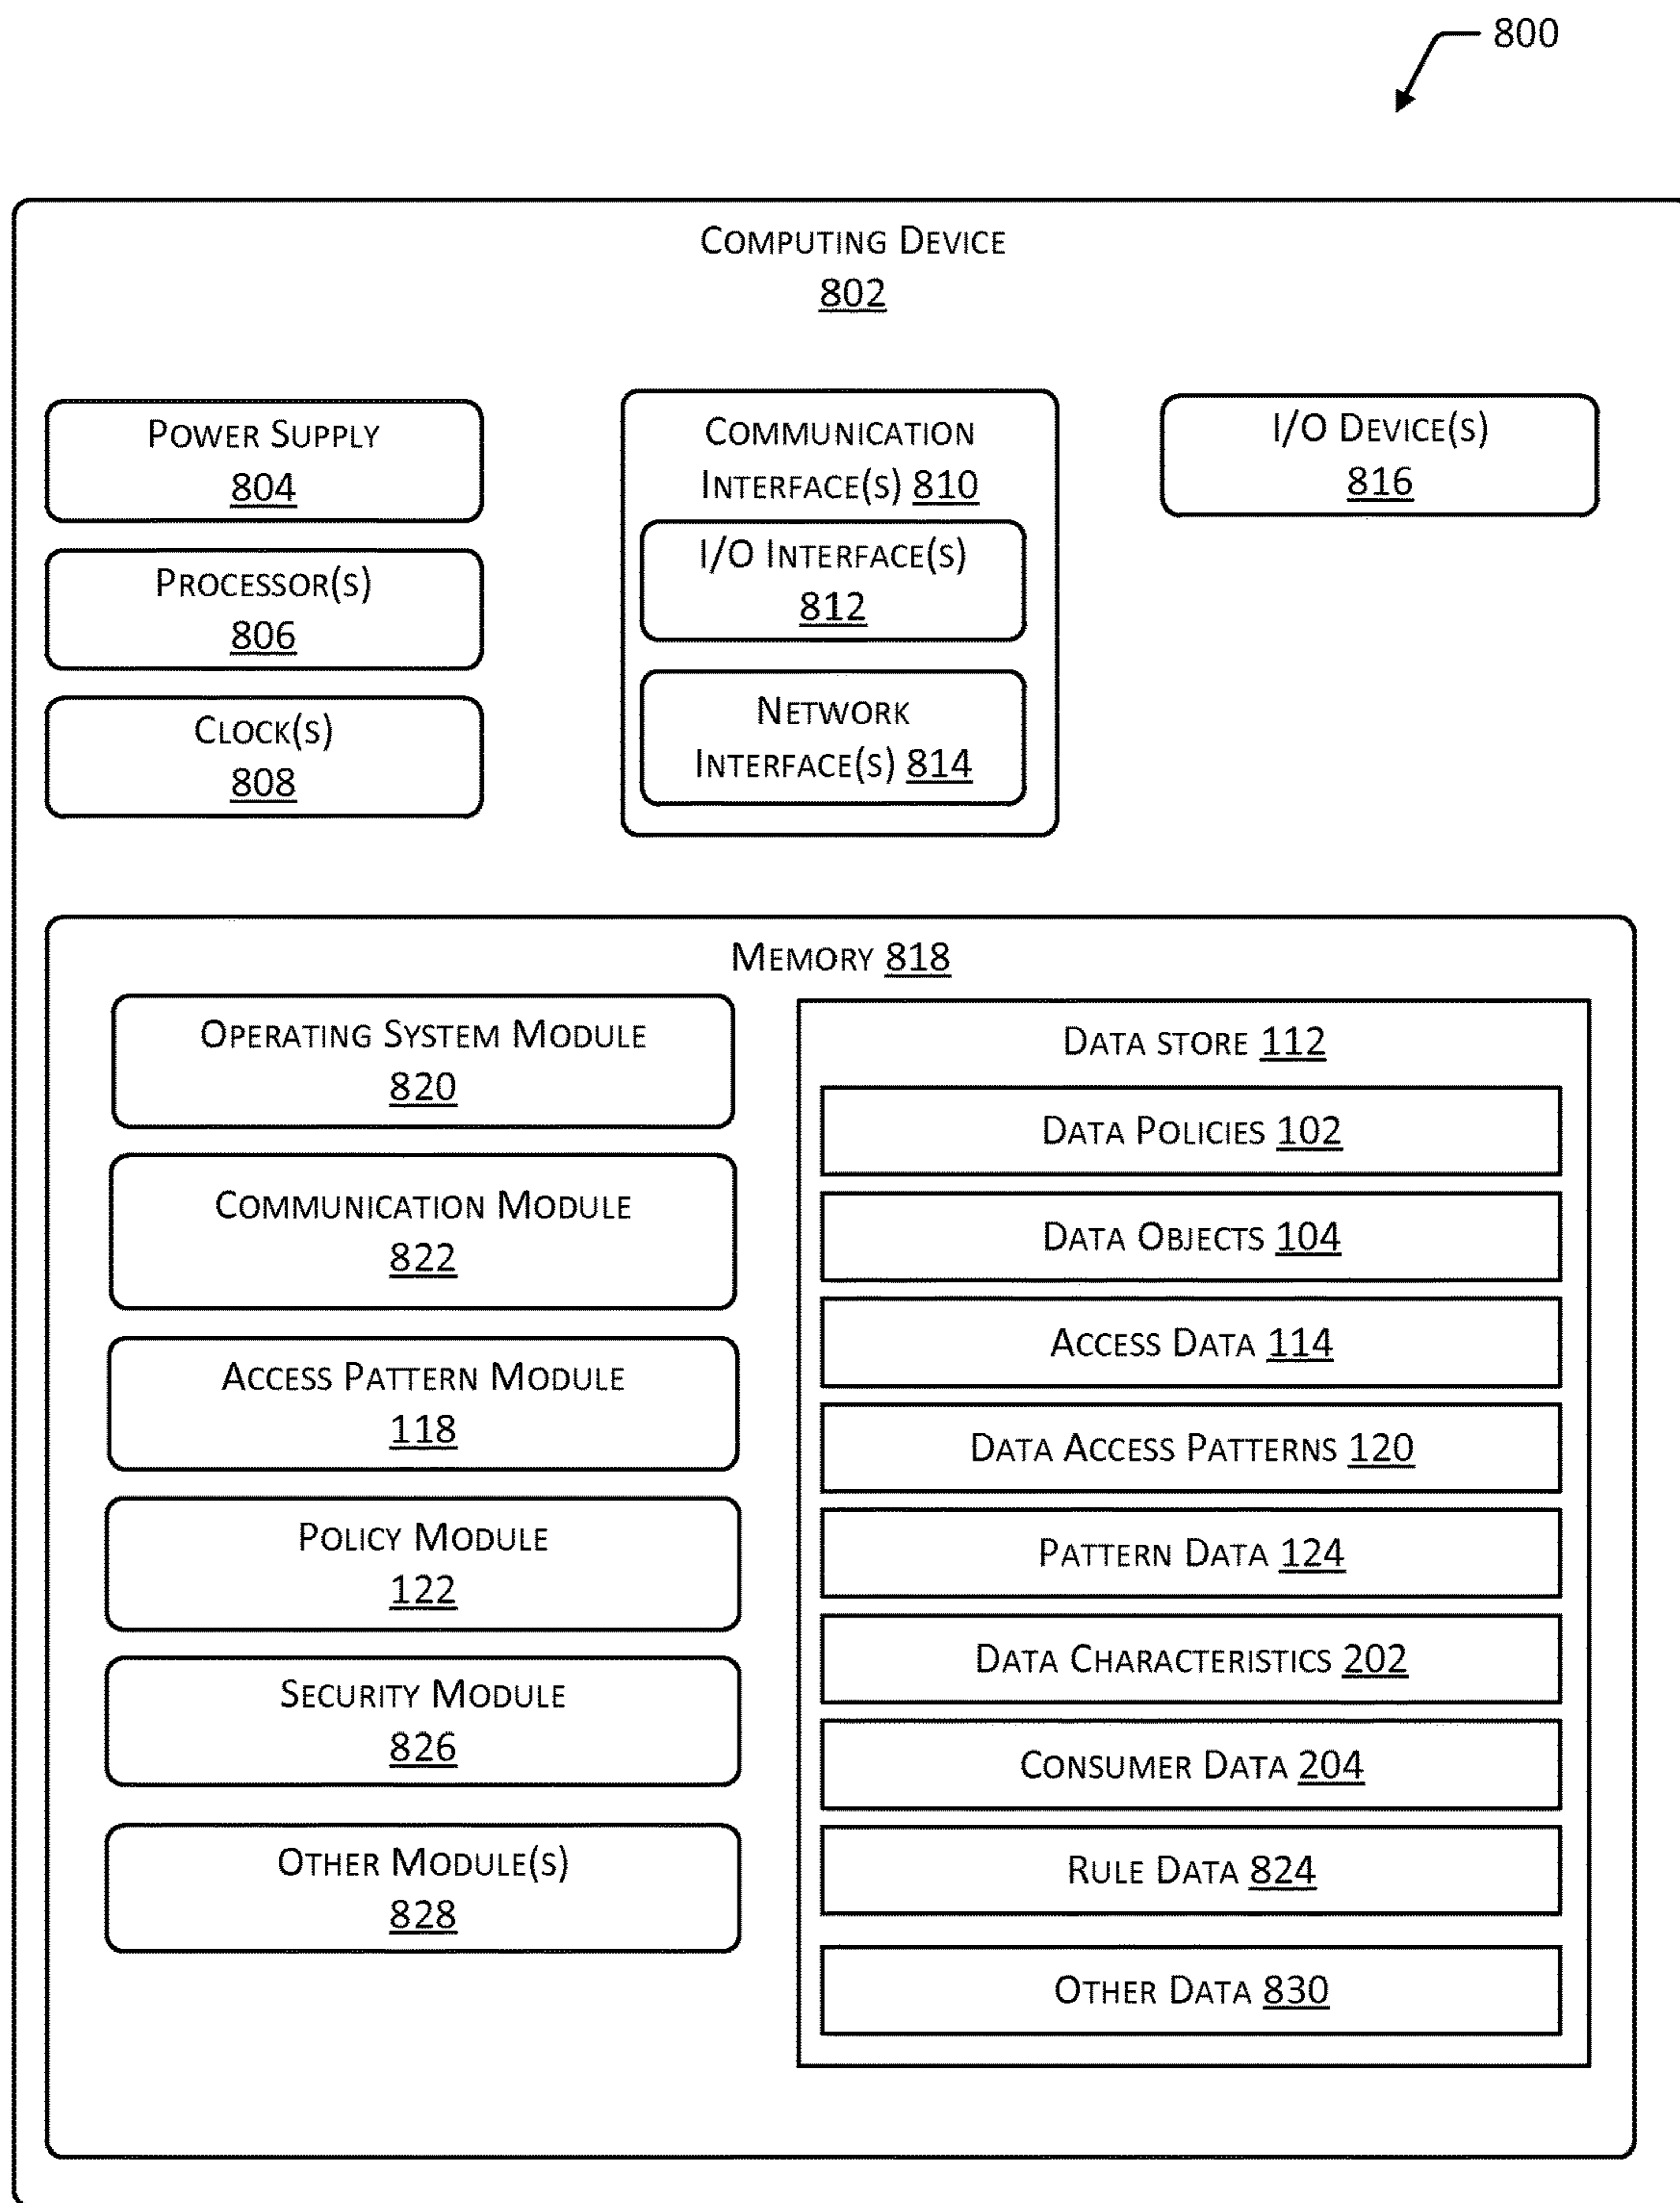 800
COMPUTING DEVICE
802
POWER SUPPLY
804
PROCESSOR(S)
806
CLOCK(S)
808
COMMUNICATION
INTERFACE(S) 810
I/O INTERFACE(S)
812
NETWORK
INTERFACE(S) 814
I/O DEVICE(S)
816
MEMORY 818
OPERATING SYSTEM MODULE
820
COMMUNICATION MODULE
822
ACCESS PATTERN MODULE
118
POLICY MODULE
122
SECURITY MODULE
826
OTHER MODULE(S)
828
DATA STORE 112
DATA POLICIES 102
DATA OBJECTS 104
ACCESS DATA 114
DATA ACCESS PATTERNS 120
PATTERN DATA 124
DATA CHARACTERISTICS 202
CONSUMER DATA 204
RULE DATA 824
OTHER DATA 830